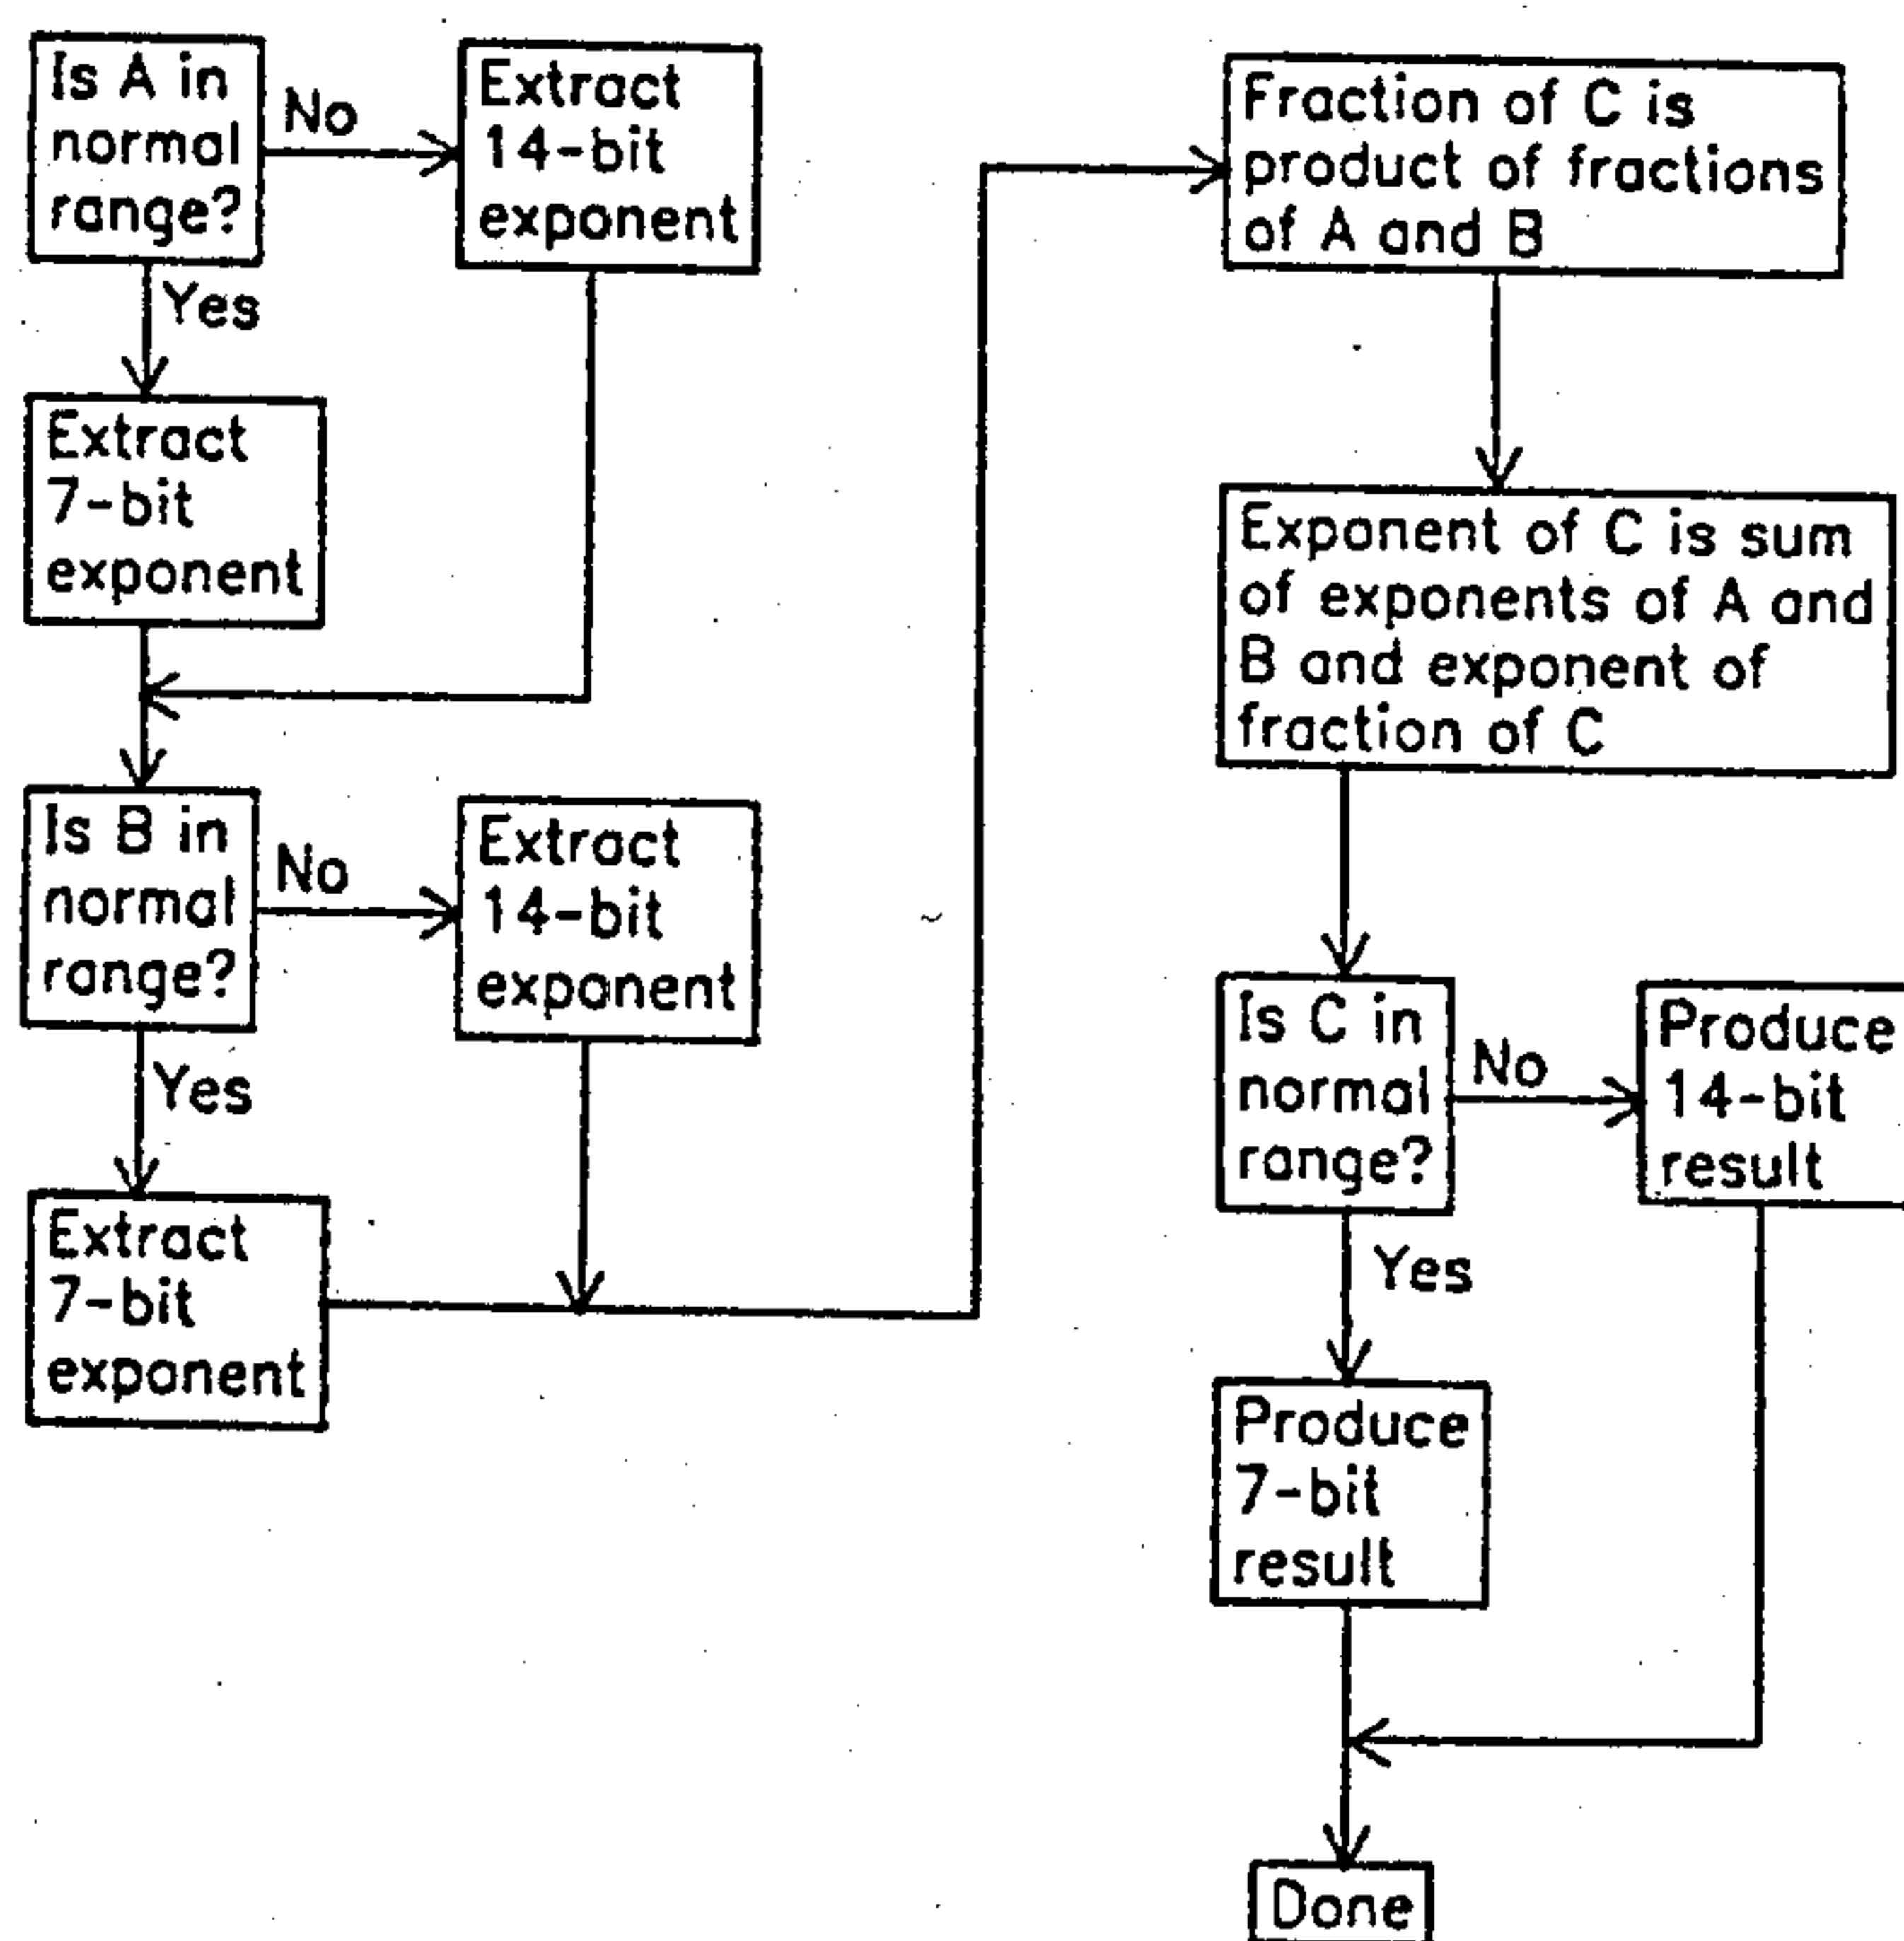 Is A in
normal
range?
No
Extract
14-bit
exponent
Yes
Extract
7-bit
exponent
Is B in
normal
range?
No
Extract
14-bit
exponent
Yes
Extract
7-bit
exponent
Fraction of C is
product of fractions
of A and B
Exponent of C is sum
of exponents of A and
B and exponent of
fraction of C
Is C in
normal
range?
No
Produce
14-bit
result
Yes
Produce
7-bit
result
Done